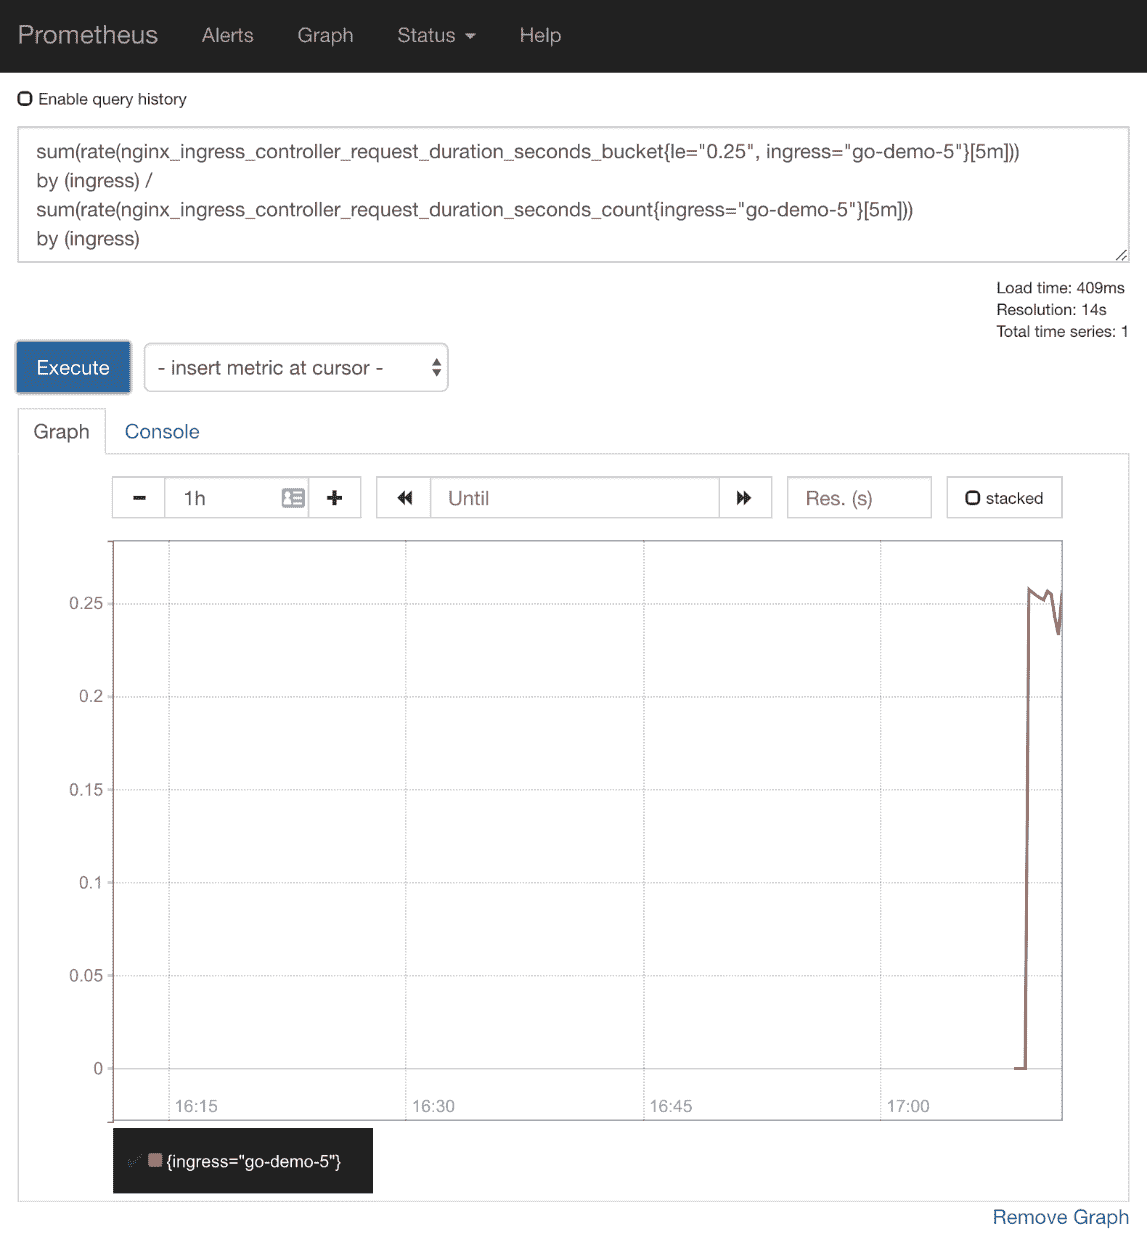 Prometheus Alerts Graph Status Help
Enable query history
sum(rate(nginx_ingress_controller_request_duration_seconds_bucket{le="0.25", ingress="go-demo-5"}[5m]))
by (ingress) /
sum(rate(nginx_ingress_controller_request_duration_seconds_count{ingress="go-demo-5"}[5m]))
by (ingress)
Load time: 409ms
Resolution: 14s
Total time series: 1
Execute - insert metric at cursor -
Graph Console
1h Until Res. (s) stacked
0.25
0.2
0.15
0.1
0.05
0
16:15 16:30 16:45 17:00
{ingress="go-demo-5"}
Remove Graph